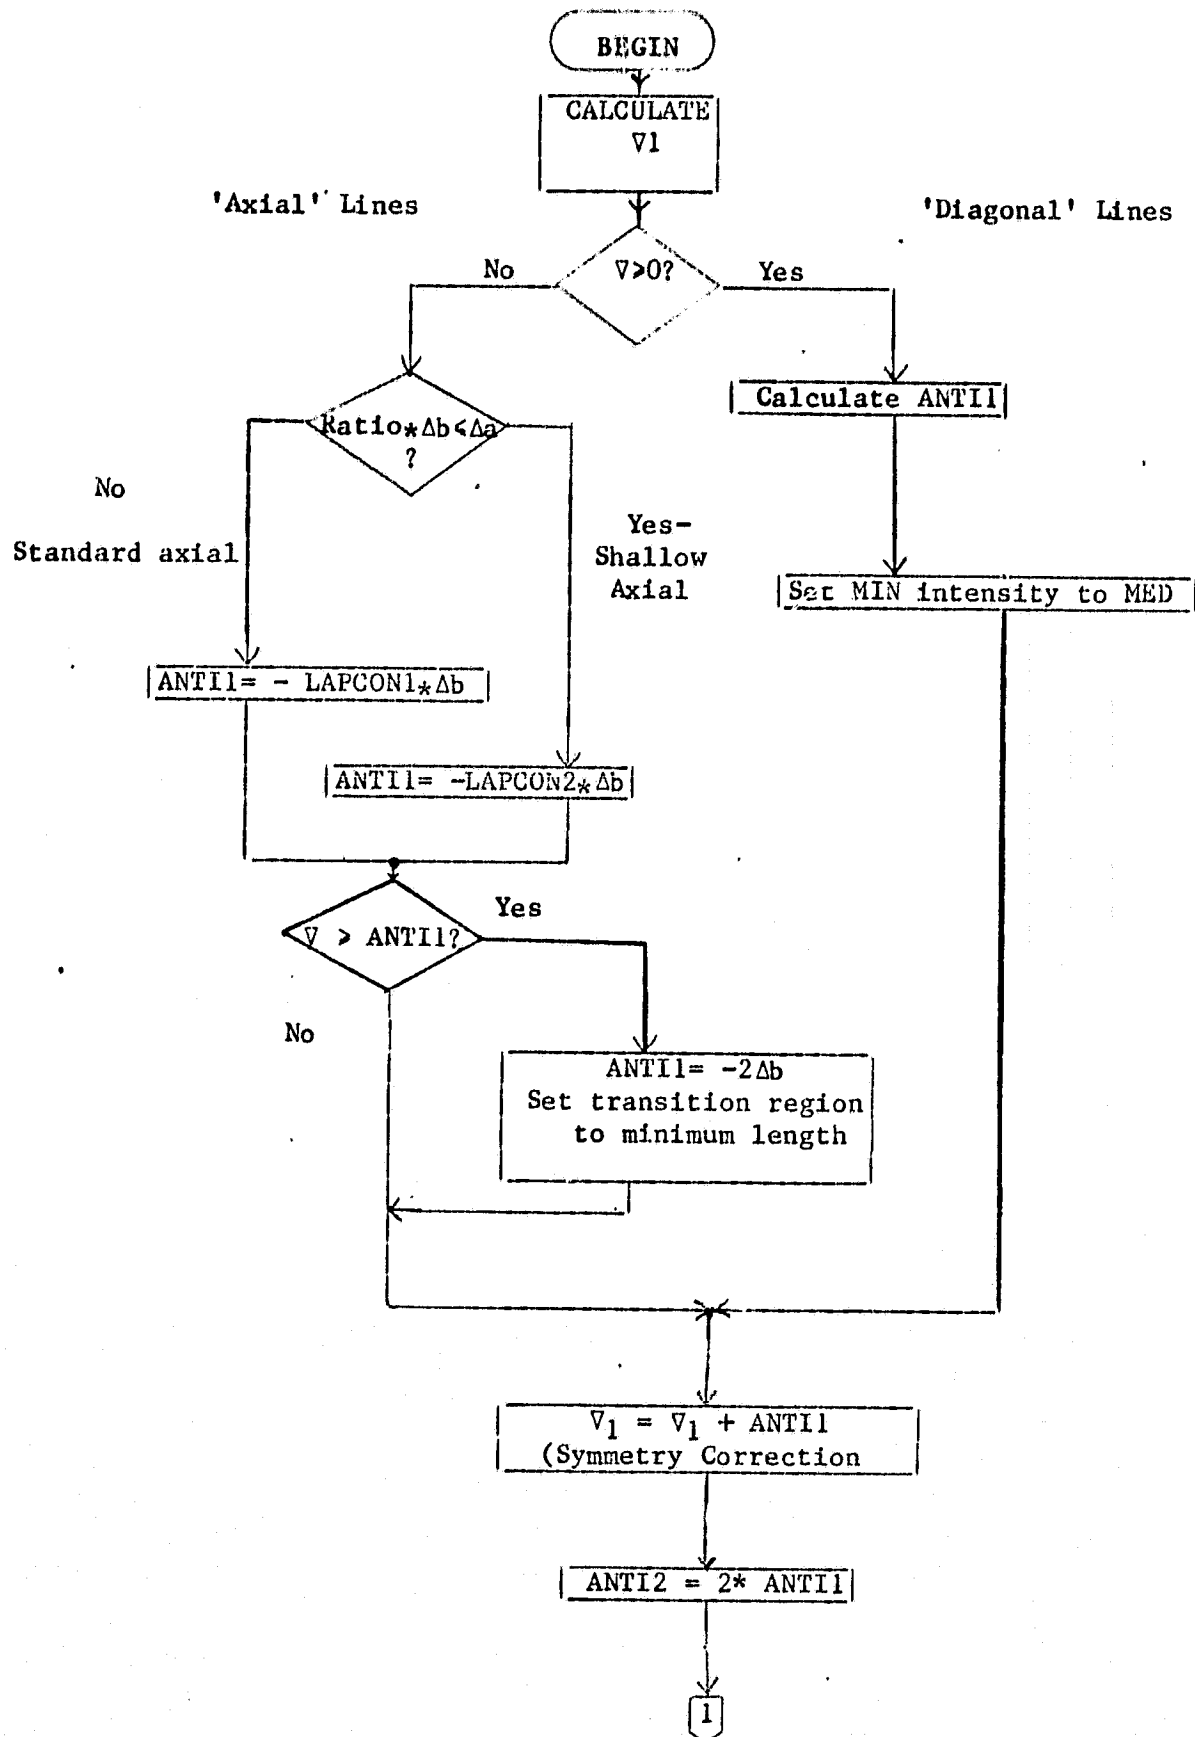 BEGIN
CALCULATE
∇1
'Axial' Lines
'Diagonal' Lines
No
∇⩾0?
Yes
Calculate ANTI1
Ratio*Δb⩽Δa
?
No
Standard axial
Yes-
Shallow
Axial
Set MIN intensity to MED
ANTI1= - LAPCON1*Δb
ANTI1= -LAPCON2*Δb
∇ ⩾ ANTI1?
Yes
No
ANTI1= -2Δb
Set transition region
to minimum length
∇1 = ∇1 + ANTI1
(Symmetry Correction
ANTI2 = 2* ANTI1
1